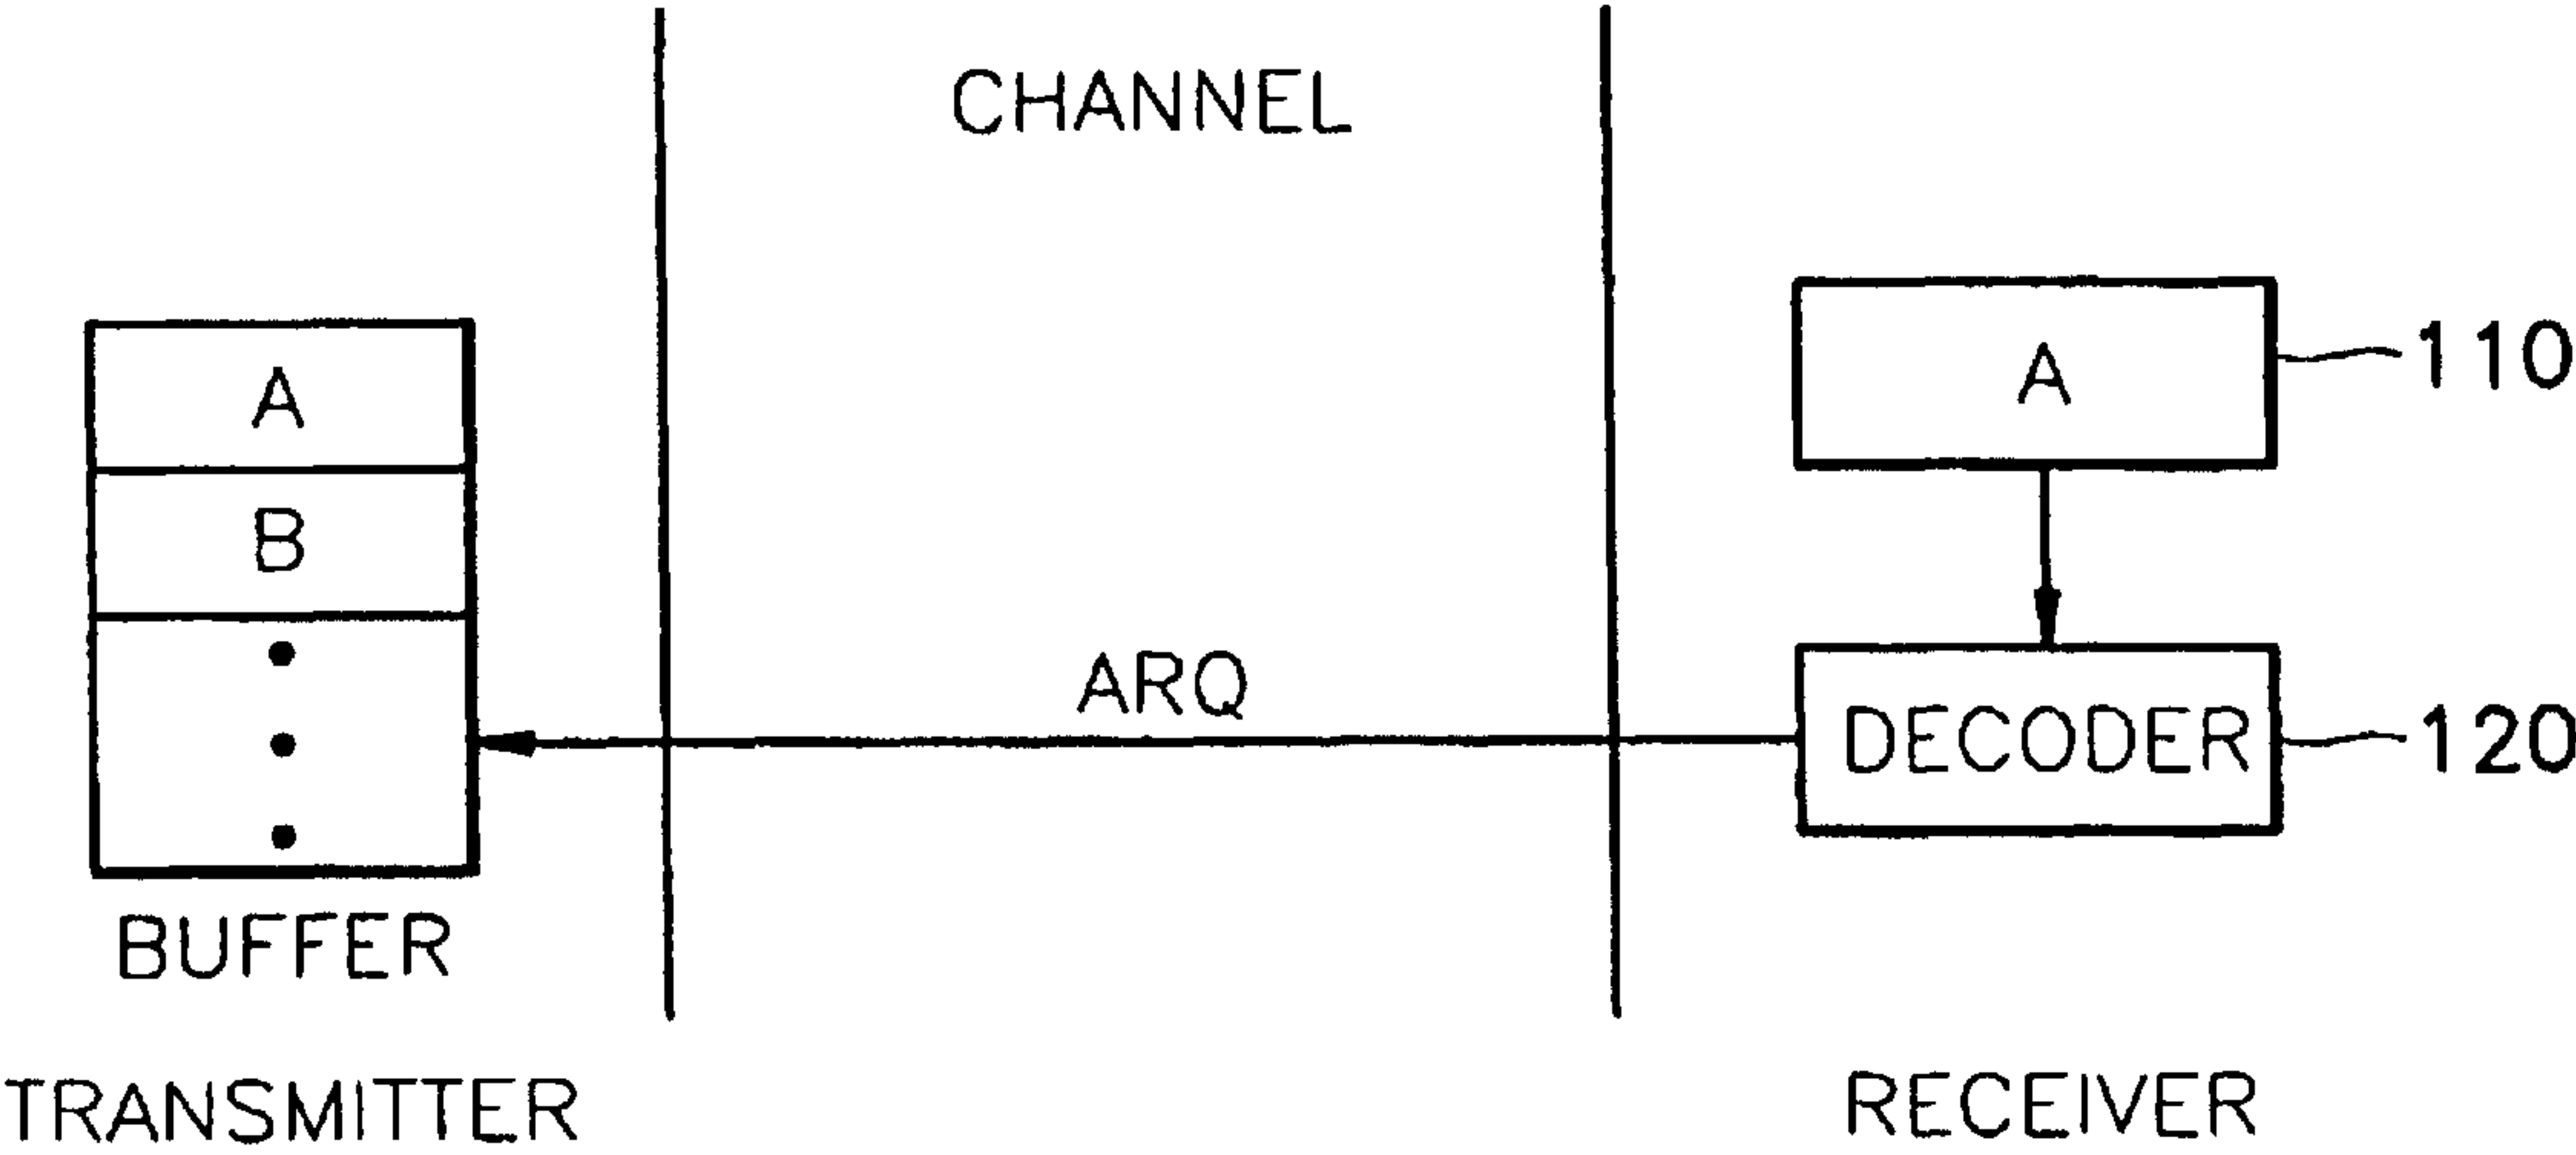 CHANNEL
A
110
A
B
ARQ
DECODER
120
BUFFER
TRANSMITTER
RECEIVER